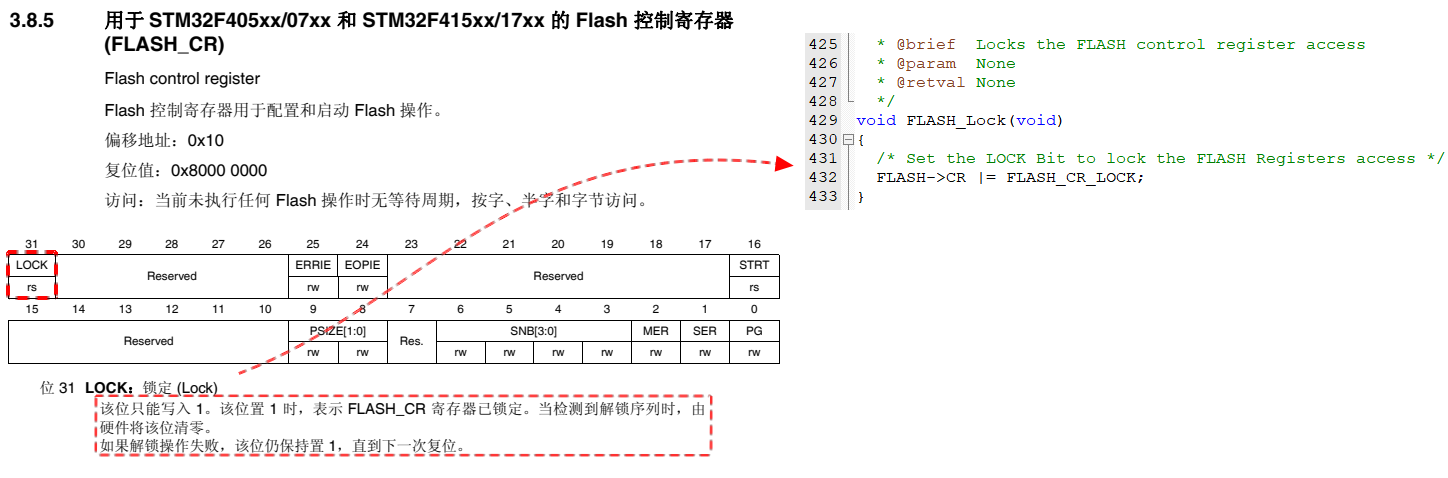 3.8.5 用于 STM32F405xx/07xx 和 STM32F415xx/17xx 的 Flash 控制寄存器
(FLASH_CR)
Flash control register
Flash 控制寄存器用于配置和启动 Flash 操作。
偏移地址：0x10
复位值：0x8000 0000
访问：当前未执行任何 Flash 操作时无等待周期，按字、半字和字节访问。
31 30 29 28 27 26 25 24 23 22 21 20 19 18 17 16
LOCK Reserved ERRIE EOPIE Reserved STRT
rs rw rw rs
15 14 13 12 11 10 9 8 7 6 5 4 3 2 1 0
Reserved PSIZE[1:0] Res. SNB[3:0] MER SER PG
rw rw rw rw rw rw rw rw rw
位 31 LOCK：锁定 (Lock)
该位只能写入 1。该位置 1 时，表示 FLASH_CR 寄存器已锁定。当检测到解锁序列时，由
硬件将该位清零。
如果解锁操作失败，该位仍保持置 1，直到下一次复位。
425 * @brief Locks the FLASH control register access
426 * @param None
427 * @retval None
428 */
429 void FLASH_Lock(void)
430 {
431 /* Set the LOCK Bit to lock the FLASH Registers access */
432 FLASH->CR |= FLASH_CR_LOCK;
433 }